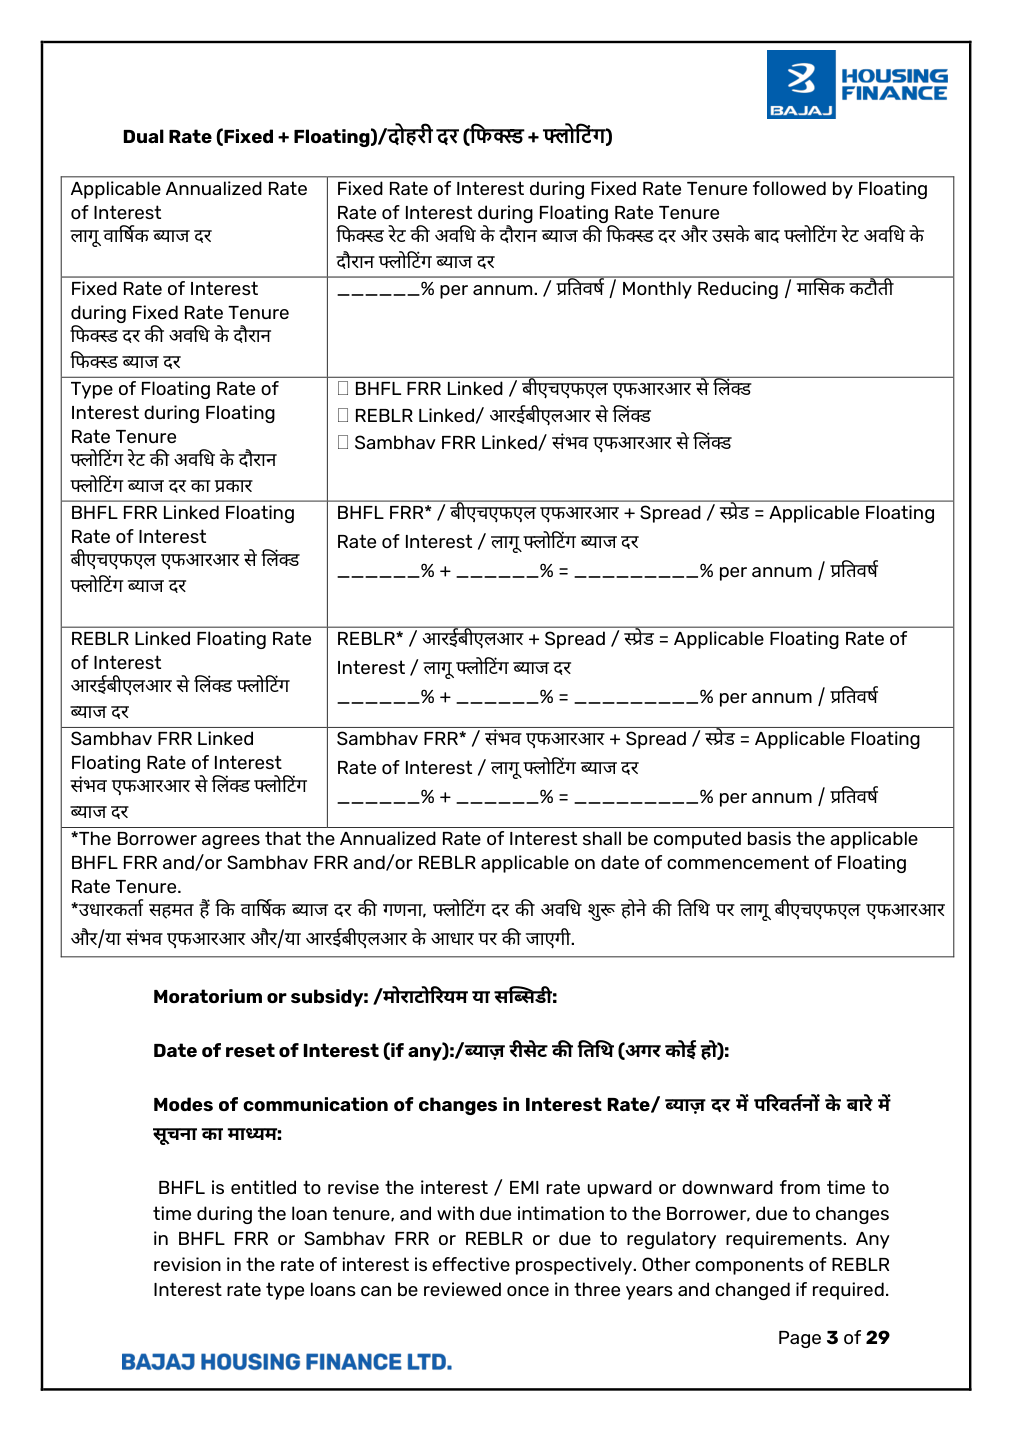 HOUSING
FINANCE
BAJAJ
Dual Rate (Fixed + Floating)/दोहरी दर (फिक्स्ड + फ्लोटिंग)
Applicable Annualized Rate
of Interest
लागू वार्षिक ब्याज दर
Fixed Rate of Interest during Fixed Rate Tenure followed by Floating
Rate of Interest during Floating Rate Tenure
फिक्स्ड रेट की अवधि के दौरान ब्याज की फिक्स्ड दर और उसके बाद फ्लोटिंग रेट अवधि के
दौरान फ्लोटिंग ब्याज दर
Fixed Rate of Interest
during Fixed Rate Tenure
फिक्स्ड दर की अवधि के दौरान
फिक्स्ड ब्याज दर
______% per annum. / प्रतिवर्ष / Monthly Reducing / मासिक कटौती
Type of Floating Rate of
Interest during Floating
Rate Tenure
फ्लोटिंग रेट की अवधि के दौरान
फ्लोटिंग ब्याज दर का प्रकार
☐ BHFL FRR Linked / बीएचएफएल एफआरआर से लिंक्ड
☐ REBLR Linked/ आरईबीएलआर से लिंक्ड
☐ Sambhav FRR Linked/ संभव एफआरआर से लिंक्ड
BHFL FRR Linked Floating
Rate of Interest
बीएचएफएल एफआरआर से लिंक्ड
फ्लोटिंग ब्याज दर
BHFL FRR* / बीएचएफएल एफआरआर + Spread / स्प्रेड = Applicable Floating
Rate of Interest / लागू फ्लोटिंग ब्याज दर
______% + ______% = _________% per annum / प्रतिवर्ष
REBLR Linked Floating Rate
of Interest
आरईबीएलआर से लिंक्ड फ्लोटिंग
ब्याज दर
REBLR* / आरईबीएलआर + Spread / स्प्रेड = Applicable Floating Rate of
Interest / लागू फ्लोटिंग ब्याज दर
______% + ______% = _________% per annum / प्रतिवर्ष
Sambhav FRR Linked
Floating Rate of Interest
संभव एफआरआर से लिंक्ड फ्लोटिंग
ब्याज दर
Sambhav FRR* / संभव एफआरआर + Spread / स्प्रेड = Applicable Floating
Rate of Interest / लागू फ्लोटिंग ब्याज दर
______% + ______% = _________% per annum / प्रतिवर्ष
*The Borrower agrees that the Annualized Rate of Interest shall be computed basis the applicable
BHFL FRR and/or Sambhav FRR and/or REBLR applicable on date of commencement of Floating
Rate Tenure.
*उधारकर्ता सहमत हैं कि वार्षिक ब्याज दर की गणना, फ्लोटिंग दर की अवधि शुरू होने की तिथि पर लागू बीएचएफएल एफआरआर
और/या संभव एफआरआर और/या आरईबीएलआर के आधार पर की जाएगी.
Moratorium or subsidy: /मोराटोरियम या सब्सिडी:
Date of reset of Interest (if any):/ब्याज़ रीसेट की तिथि (अगर कोई हो):
Modes of communication of changes in Interest Rate/ ब्याज़ दर में परिवर्तनों के बारे में
सूचना का माध्यम:
BHFL is entitled to revise the interest / EMI rate upward or downward from time to
time during the loan tenure, and with due intimation to the Borrower, due to changes
in BHFL FRR or Sambhav FRR or REBLR or due to regulatory requirements. Any
revision in the rate of interest is effective prospectively. Other components of REBLR
Interest rate type loans can be reviewed once in three years and changed if required.
Page 3 of 29
BAJAJ HOUSING FINANCE LTD.